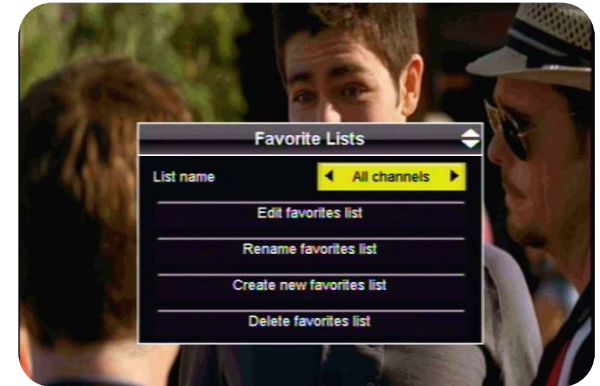 Favorite Lists
List name All channels
Edit favorites list
Rename favorites list
Create new favorites list
Delete favorites list